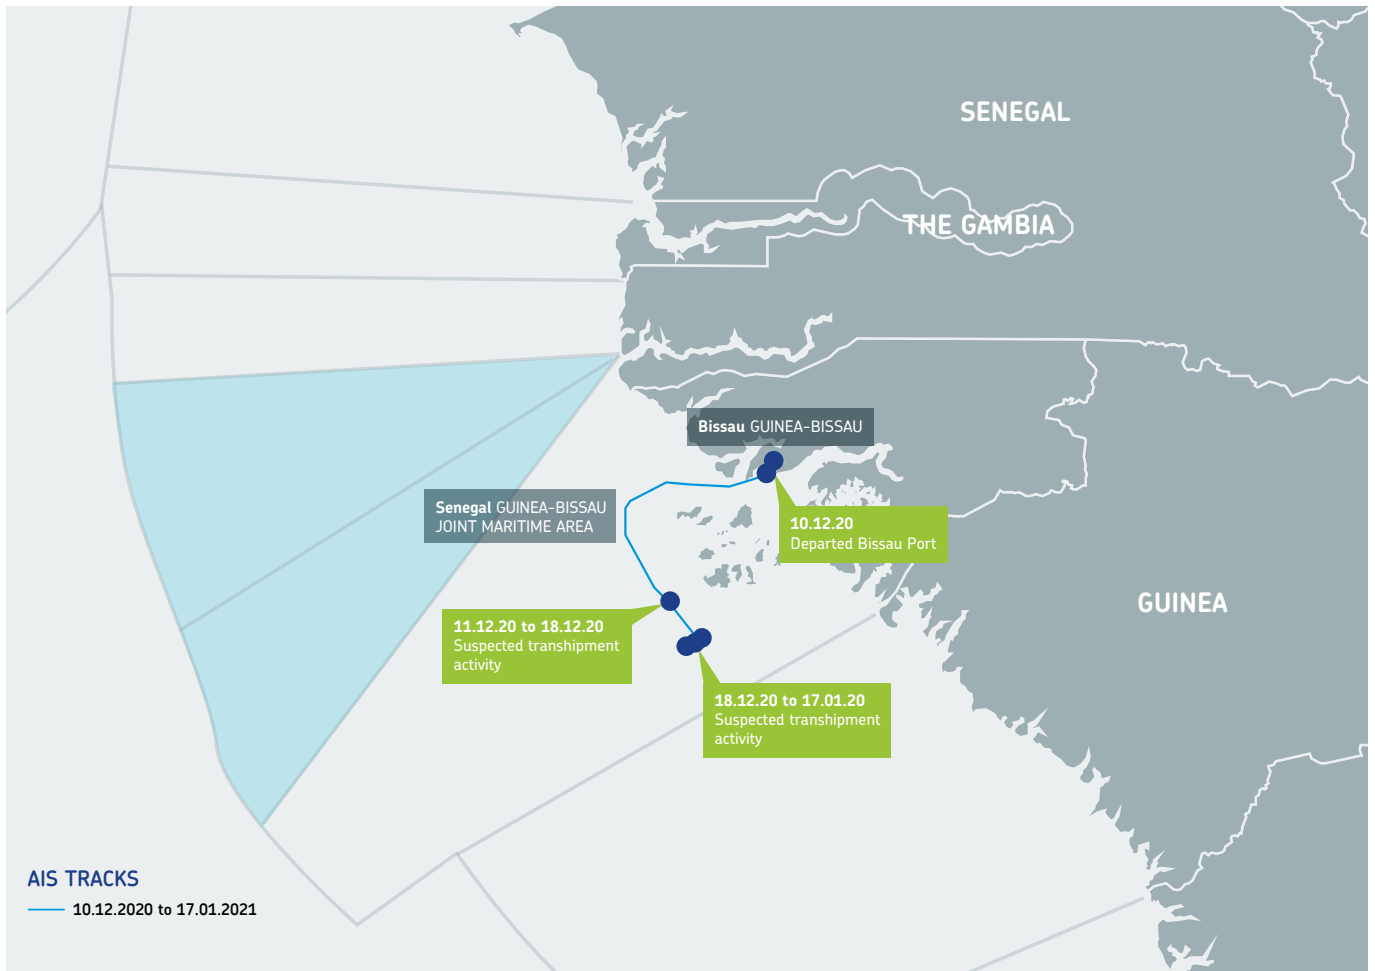 SENEGAL
THE GAMBIA
Bissau GUINEA-BISSAU
Senegal GUINEA-BISSAU
JOINT MARITIME AREA
10.12.20
Departed Bissau Port
GUINEA
11.12.20 to 18.12.20
Suspected transhipment
activity
18.12.20 to 17.01.20
Suspected transhipment
activity
AIS TRACKS
10.12.2020 to 17.01.2021